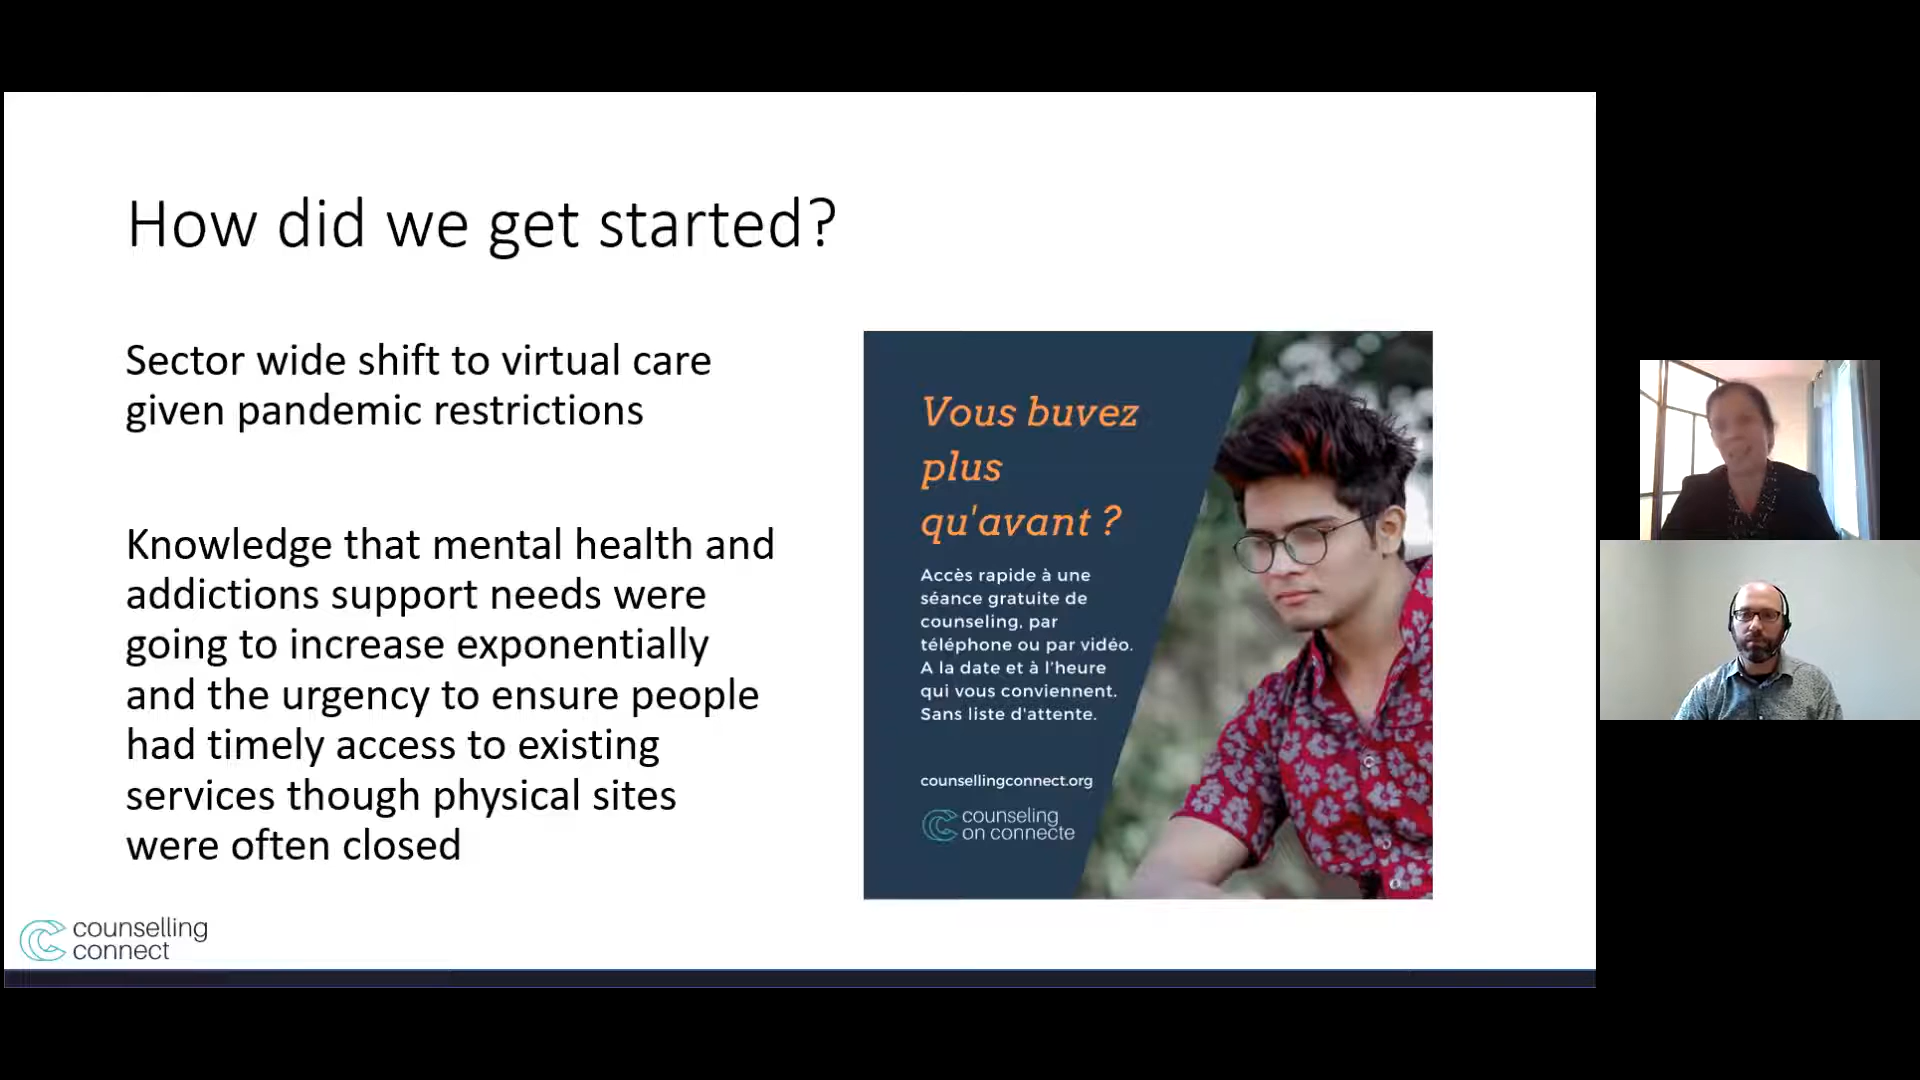 How did we get started?
Sector wide shift to virtual care
given pandemic restrictions
Knowledge that mental health and
addictions support needs were
going to increase exponentially
and the urgency to ensure people
had timely access to existing
services though physical sites
were often closed
Vous buvez
plus
qu'avant ?
Accès rapide à une
séance gratuite de
counseling, par
téléphone ou par vidéo.
A la date et à l'heure
qui vous conviennent.
Sans liste d'attente.
counsellingconnect.org
counseling
on connecte
counselling
connect